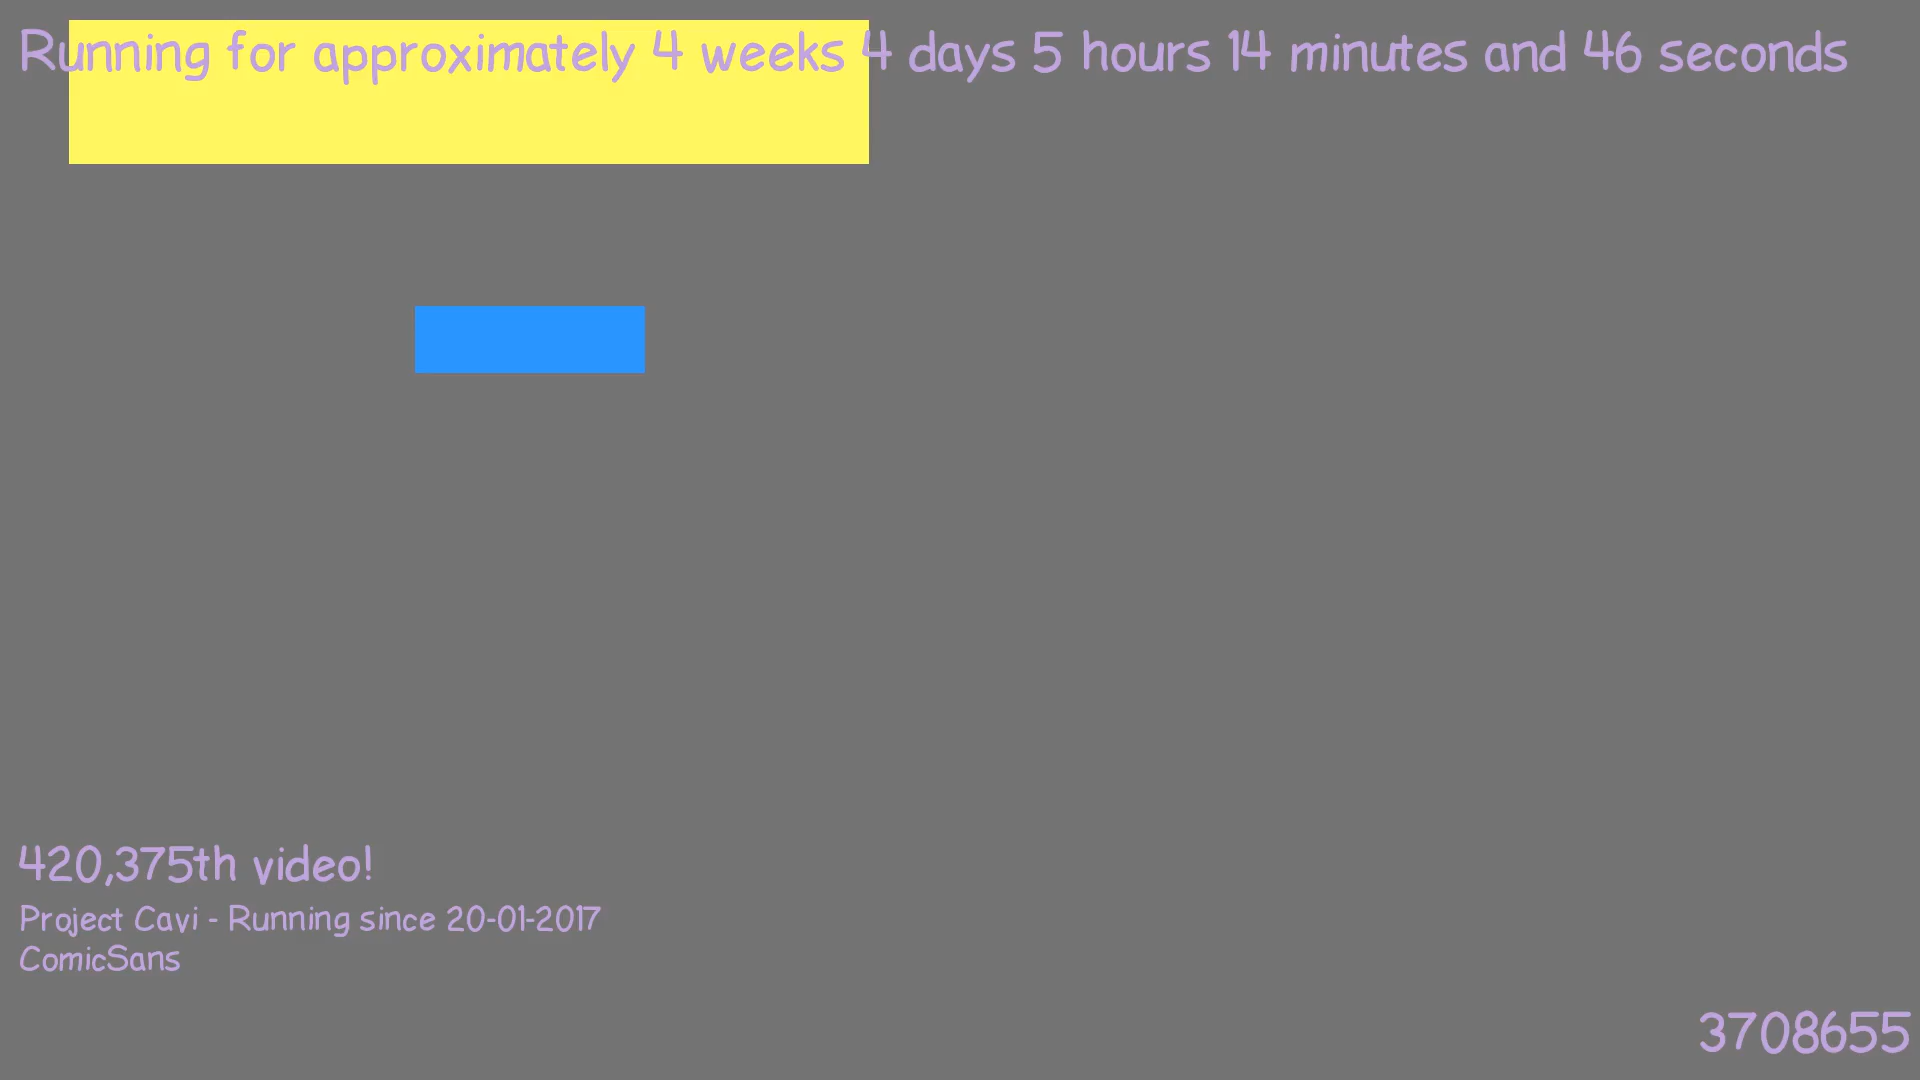 Running for approximately 4 weeks 4 days 5 hours 14 minutes and 46 seconds
420,375th video!
Project Cavi - Running since 20-01-2017
ComicSans
3708655